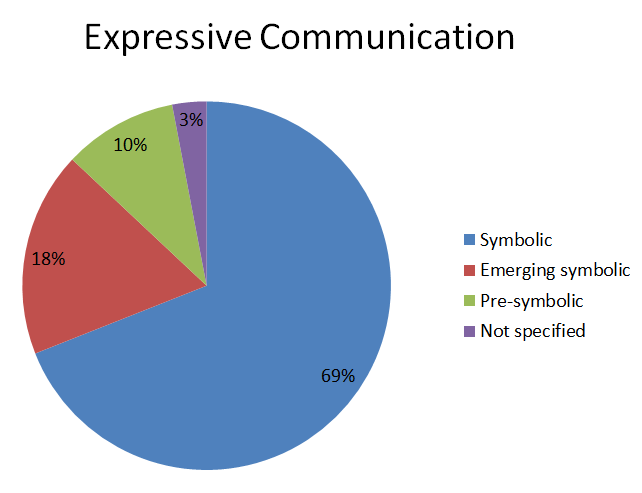 Expressive Communication
3%
10%
18%
69%
Symbolic
Emerging symbolic
Pre-symbolic
Not specified